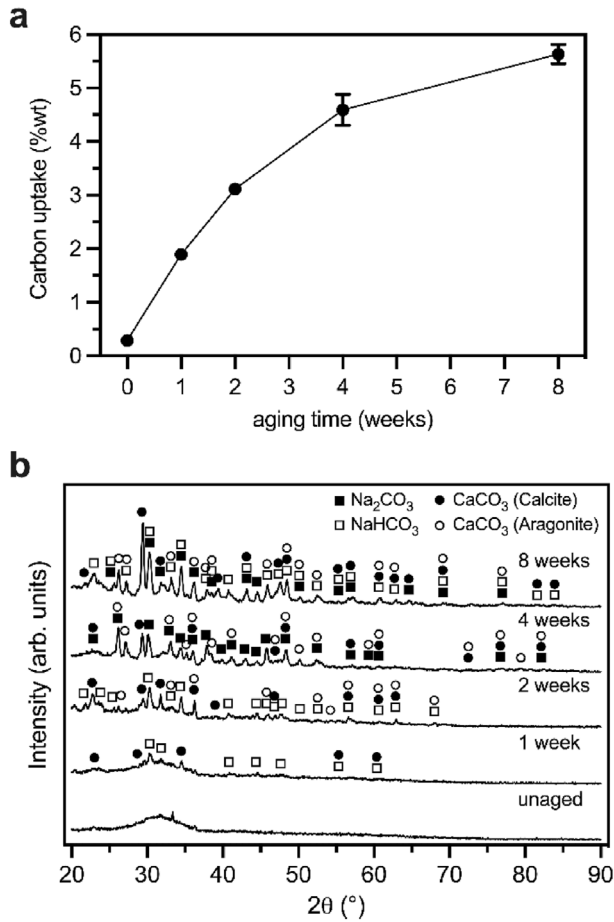 a
6
5
4
3
2
1
0
Carbon uptake (%wt)
0 1 2 3 4 5 6 7 8
aging time (weeks)
b
■ Na₂CO₃ ● CaCO₃ (Calcite)
□ NaHCO₃ ○ CaCO₃ (Aragonite)
8 weeks
4 weeks
2 weeks
1 week
unaged
Intensity (arb. units)
20 30 40 50 60 70 80 90
2θ (°)